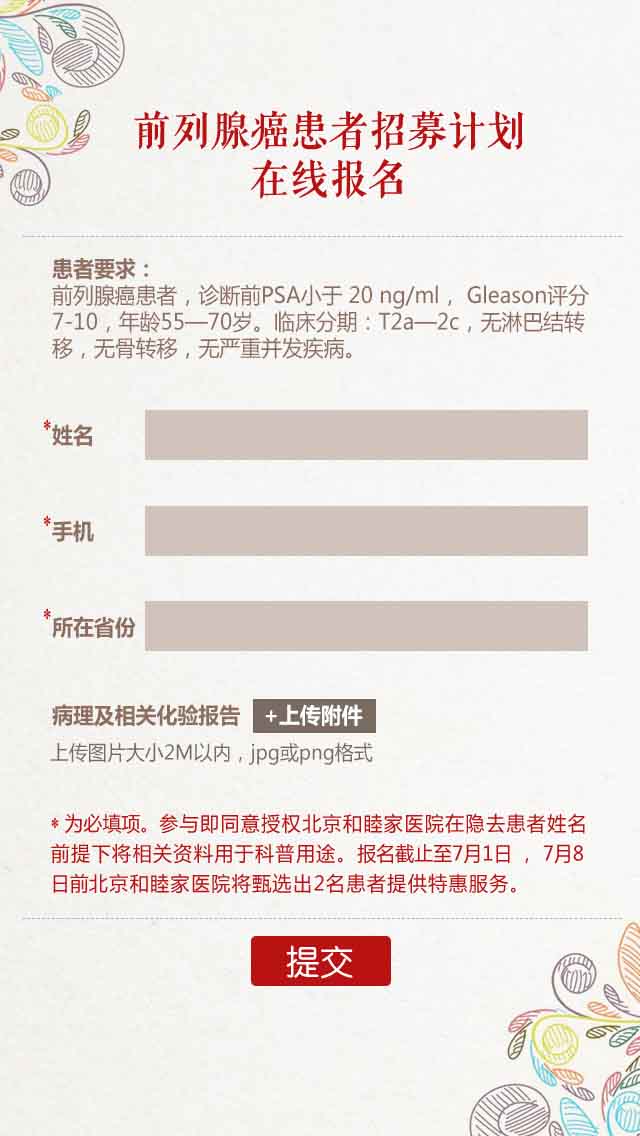 前列腺癌患者招募计划
在线报名
患者要求：
前列腺癌患者，诊断前PSA小于 20 ng/ml， Gleason评分
7-10，年龄55—70岁。临床分期：T2a—2c，无淋巴结转
移，无骨转移，无严重并发疾病。
*姓名
*手机
*所在省份
病理及相关化验报告 +上传附件
上传图片大小2M以内，jpg或png格式
* 为必填项。参与即同意授权北京和睦家医院在隐去患者姓名
前提下将相关资料用于科普用途。报名截止至7月1日 ， 7月8
日前北京和睦家医院将甄选出2名患者提供特惠服务。
提交